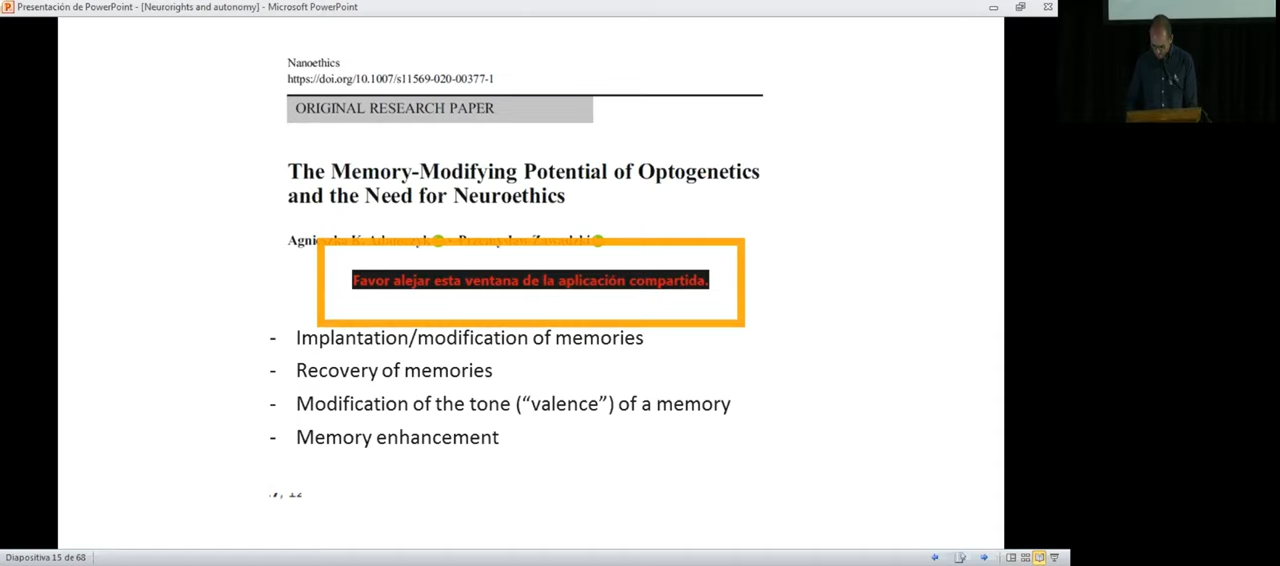 Presentación de PowerPoint - [Neurorights and autonomy] - Microsoft PowerPoint
Nanoethics
https://doi.org/10.1007/s11569-020-00377-1
ORIGINAL RESEARCH PAPER
The Memory-Modifying Potential of Optogenetics
and the Need for Neuroethics
Favor alejar esta ventana de la aplicación compartida.
- Implantation/modification of memories
- Recovery of memories
- Modification of the tone (“valence”) of a memory
- Memory enhancement
Diapositiva 15 de 68